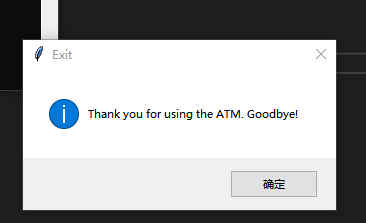 Exit
Thank you for using the ATM. Goodbye!
确定